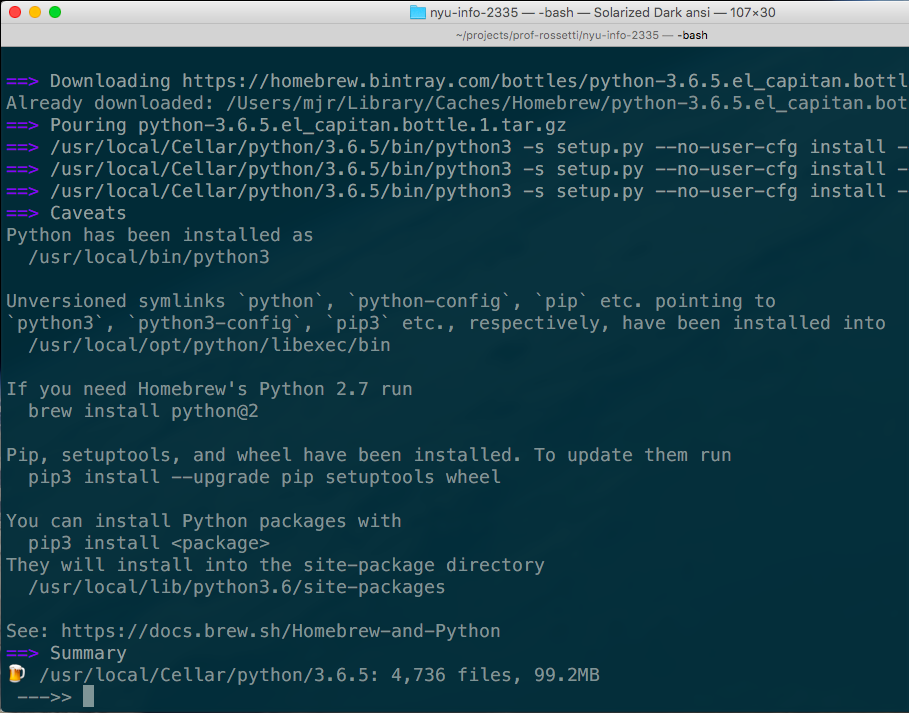 nyu-info-2335 — -bash — Solarized Dark ansi — 107×30
~/projects/prof-rossetti/nyu-info-2335 — -bash
==> Downloading https://homebrew.bintray.com/bottles/python-3.6.5.el_capitan.bottl
Already downloaded: /Users/mjr/Library/Caches/Homebrew/python-3.6.5.el_capitan.bot
==> Pouring python-3.6.5.el_capitan.bottle.1.tar.gz
==> /usr/local/Cellar/python/3.6.5/bin/python3 -s setup.py --no-user-cfg install -
==> /usr/local/Cellar/python/3.6.5/bin/python3 -s setup.py --no-user-cfg install -
==> /usr/local/Cellar/python/3.6.5/bin/python3 -s setup.py --no-user-cfg install -
==> Caveats
Python has been installed as
  /usr/local/bin/python3

Unversioned symlinks `python`, `python-config`, `pip` etc. pointing to
`python3`, `python3-config`, `pip3` etc., respectively, have been installed into
  /usr/local/opt/python/libexec/bin

If you need Homebrew's Python 2.7 run
  brew install python@2

Pip, setuptools, and wheel have been installed. To update them run
  pip3 install --upgrade pip setuptools wheel

You can install Python packages with
  pip3 install <package>
They will install into the site-package directory
  /usr/local/lib/python3.6/site-packages

See: https://docs.brew.sh/Homebrew-and-Python
==> Summary
🍺 /usr/local/Cellar/python/3.6.5: 4,736 files, 99.2MB
--->>